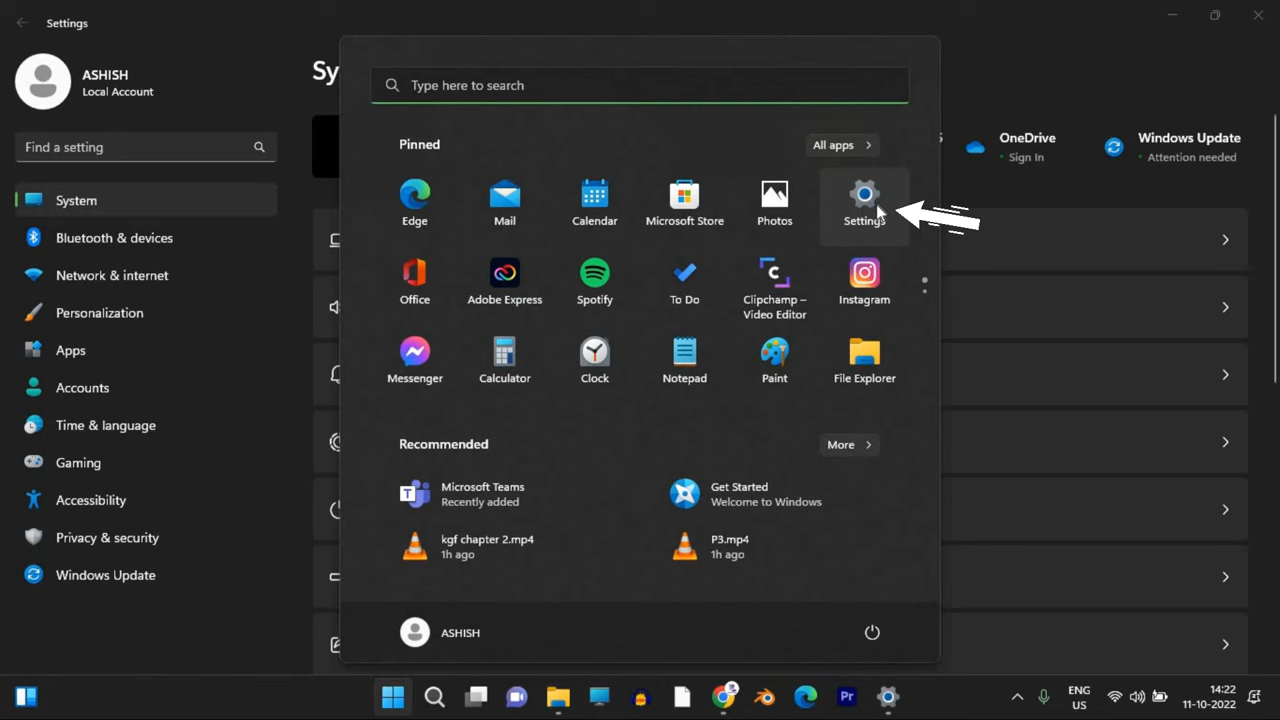 Settings
ASHISH
Local Account
Find a setting
System
Bluetooth & devices
Network & internet
Personalization
Apps
Accounts
Time & language
Gaming
Accessibility
Privacy & security
Windows Update
Sy
OneDrive
Sign In
Windows Update
Attention needed
Type here to search
Pinned
All apps
Edge
Mail
Calendar
Microsoft Store
Photos
Settings
Office
Adobe Express
Spotify
To Do
Clipchamp –
Video Editor
Instagram
Messenger
Calculator
Clock
Notepad
Paint
File Explorer
Recommended
More
Microsoft Teams
Recently added
Get Started
Welcome to Windows
kgf chapter 2.mp4
1h ago
P3.mp4
1h ago
ASHISH
Pr
ENG
US
14:22
11-10-2022